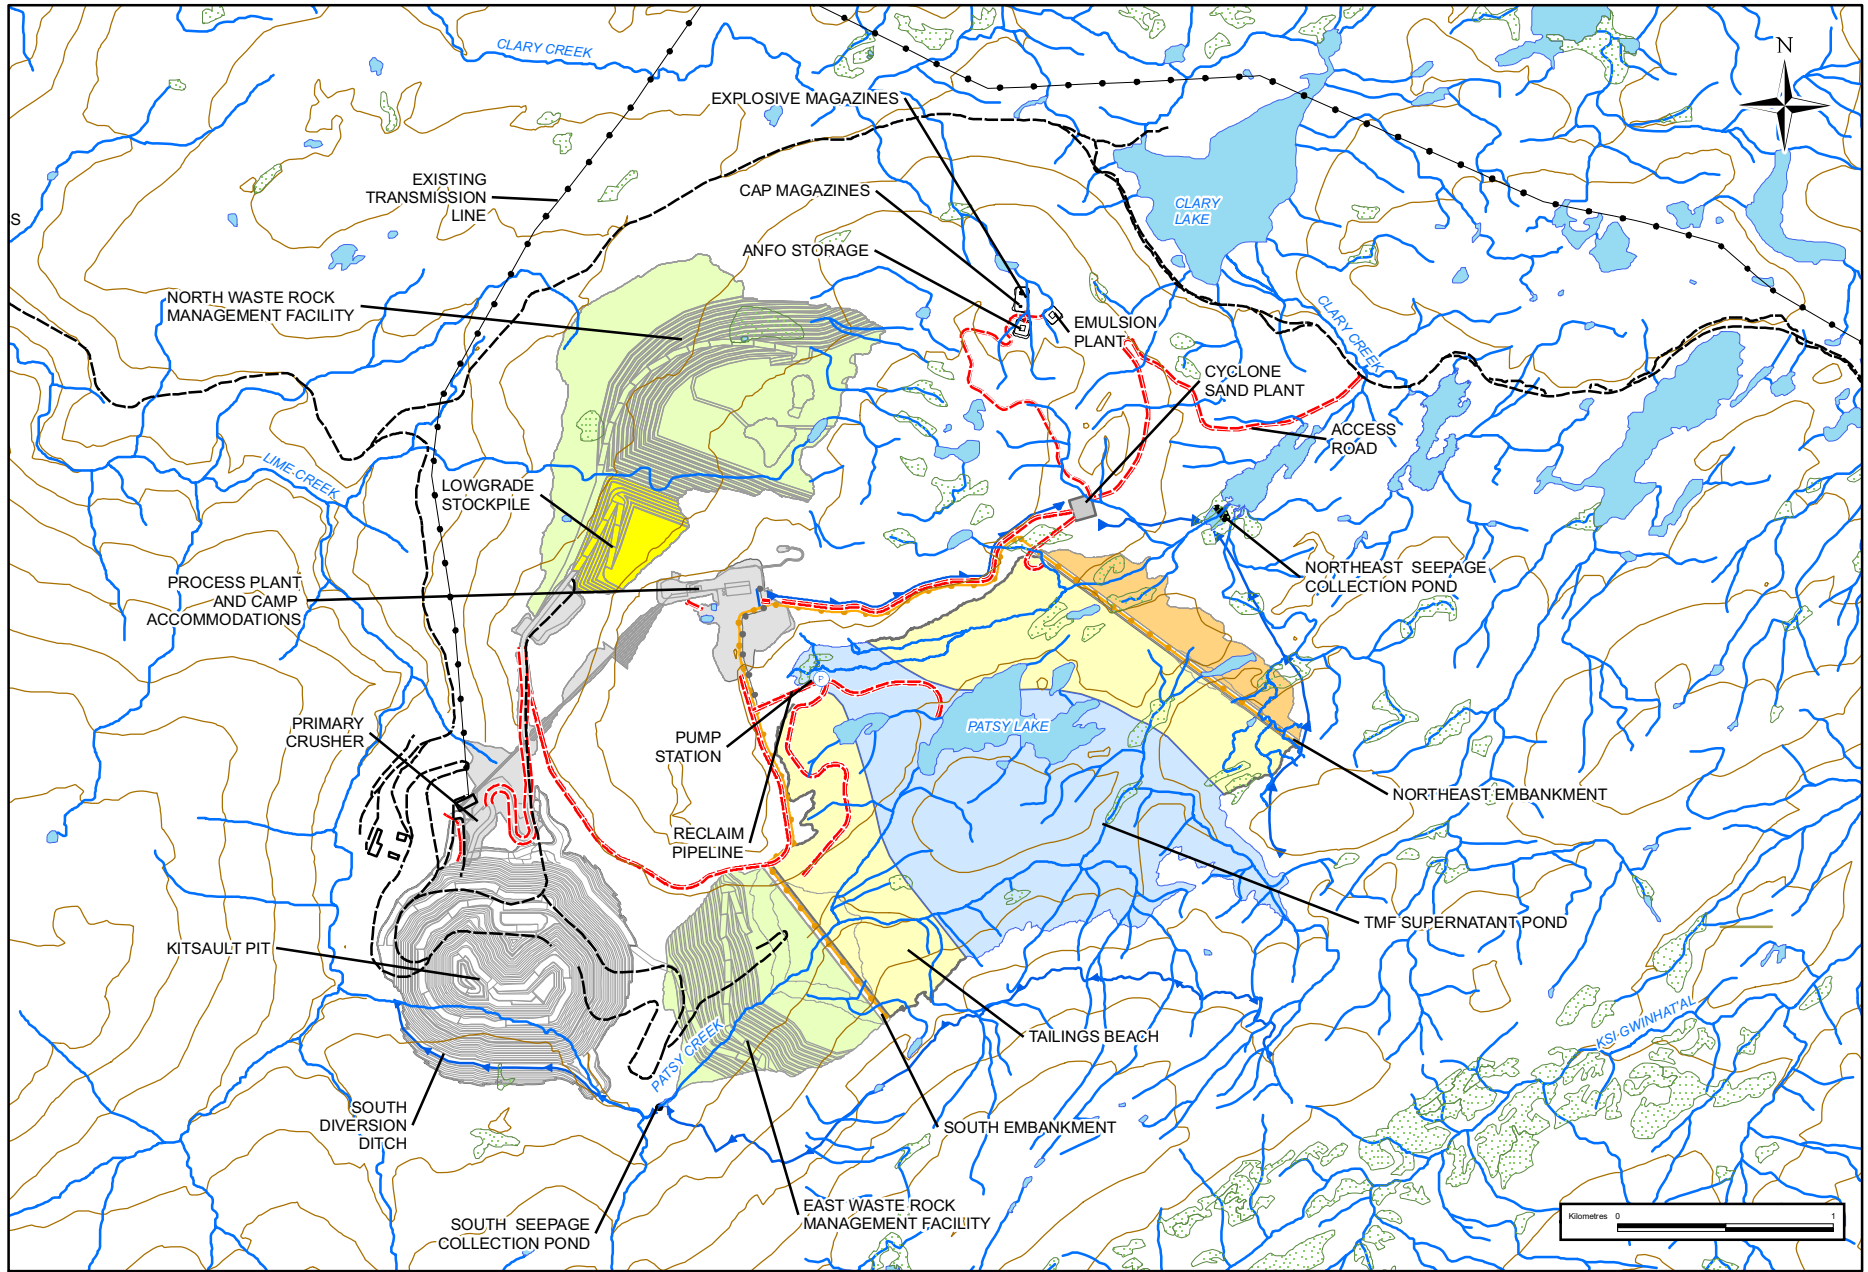 CLARY CREEK
N
EXPLOSIVE MAGAZINES
EXISTING
TRANSMISSION
LINE
CAP MAGAZINES
CLARY
LAKE
S
ANFO STORAGE
NORTH WASTE ROCK
MANAGEMENT FACILITY
CLARY CREEK
EMULSION
PLANT
CYCLONE
SAND PLANT
ACCESS
ROAD
LIME CREEK
LOWGRADE
STOCKPILE
PROCESS PLANT
AND CAMP
ACCOMMODATIONS
NORTHEAST SEEPAGE
COLLECTION POND
P
PRIMARY
CRUSHER
PUMP
STATION
PATSY LAKE
NORTHEAST EMBANKMENT
RECLAIM
PIPELINE
TMF SUPERNATANT POND
KITSAULT PIT
KSI-GWINHAT'AL
TAILINGS BEACH
PATSY CREEK
SOUTH
DIVERSION
DITCH
SOUTH EMBANKMENT
EAST WASTE ROCK
MANAGEMENT FACILITY
SOUTH SEEPAGE
COLLECTION POND
Kilometres 0 1